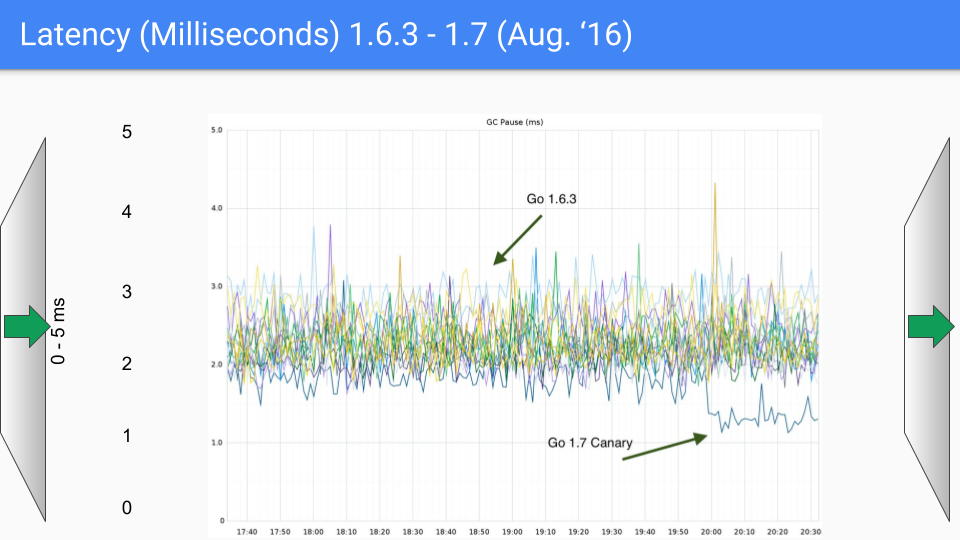 Latency (Milliseconds) 1.6.3 - 1.7 (Aug. ‘16)
0 - 5 ms
5
4
3
2
1
0
GC Pause (ms)
5.0
4.0
3.0
2.0
1.0
0
Go 1.6.3
Go 1.7 Canary
17:40 17:50 18:00 18:10 18:20 18:30 18:40 18:50 19:00 19:10 19:20 19:30 19:40 19:50 20:00 20:10 20:20 20:30